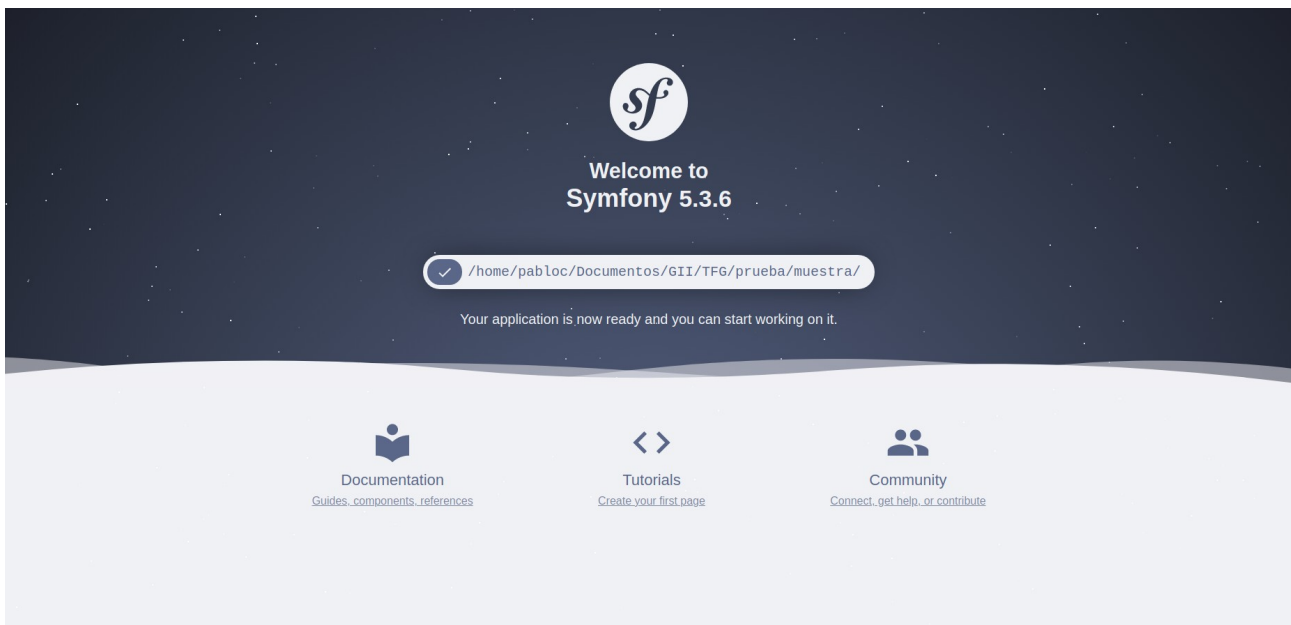 sf
Welcome to
Symfony 5.3.6
/home/pabloc/Documentos/GII/TFG/prueba/muestra/
Your application is now ready and you can start working on it.
Documentation
Guides, components, references
Tutorials
Create your first page
Community
Connect, get help, or contribute